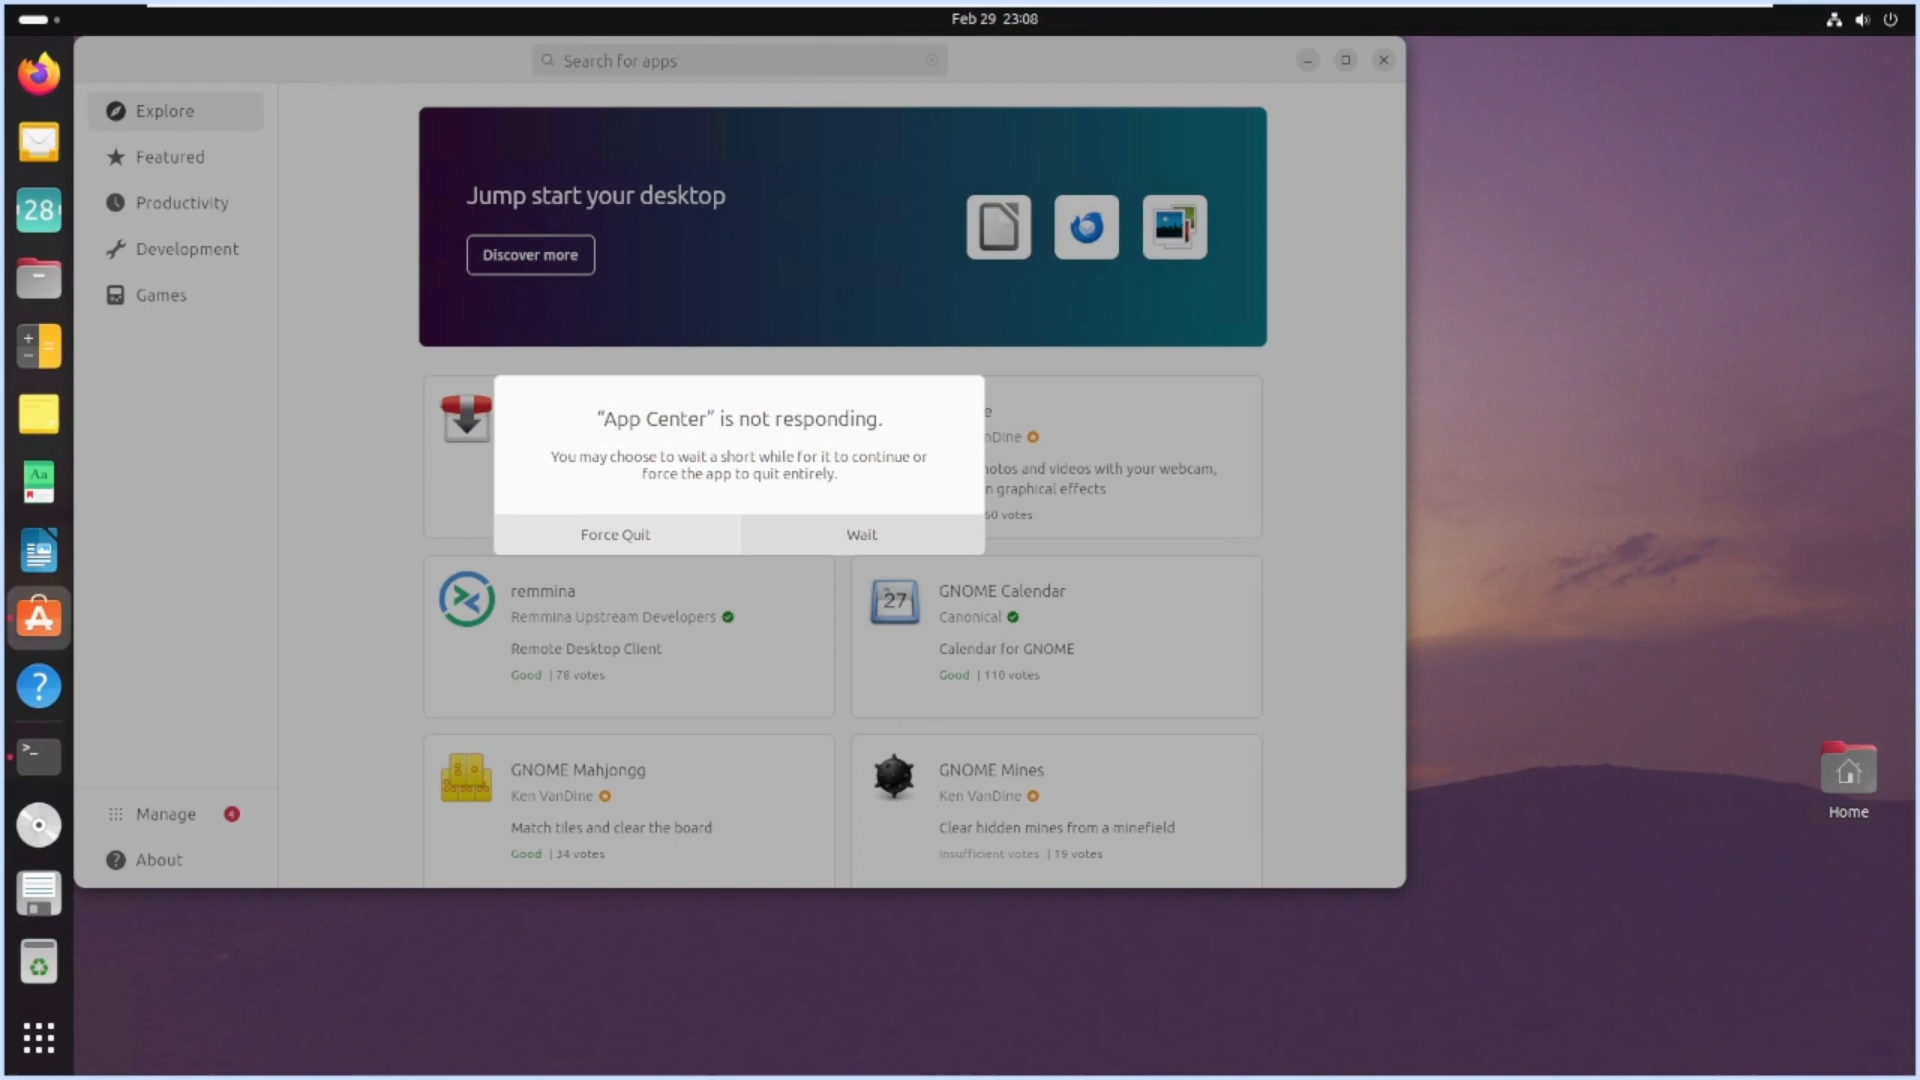 Feb 29 23:08
Search for apps
Explore
Featured
Productivity
Development
Games
Manage 4
About
Jump start your desktop
Discover more
“App Center” is not responding.
You may choose to wait a short while for it to continue or
force the app to quit entirely.
Force Quit
Wait
e
nDine
hotos and videos with your webcam,
n graphical effects
60 votes
remmina
Remmina Upstream Developers
Remote Desktop Client
Good | 78 votes
27
GNOME Calendar
Canonical
Calendar for GNOME
Good | 110 votes
GNOME Mahjongg
Ken VanDine
Match tiles and clear the board
Good | 34 votes
GNOME Mines
Ken VanDine
Clear hidden mines from a minefield
Insufficient votes | 19 votes
28
Aa
Home